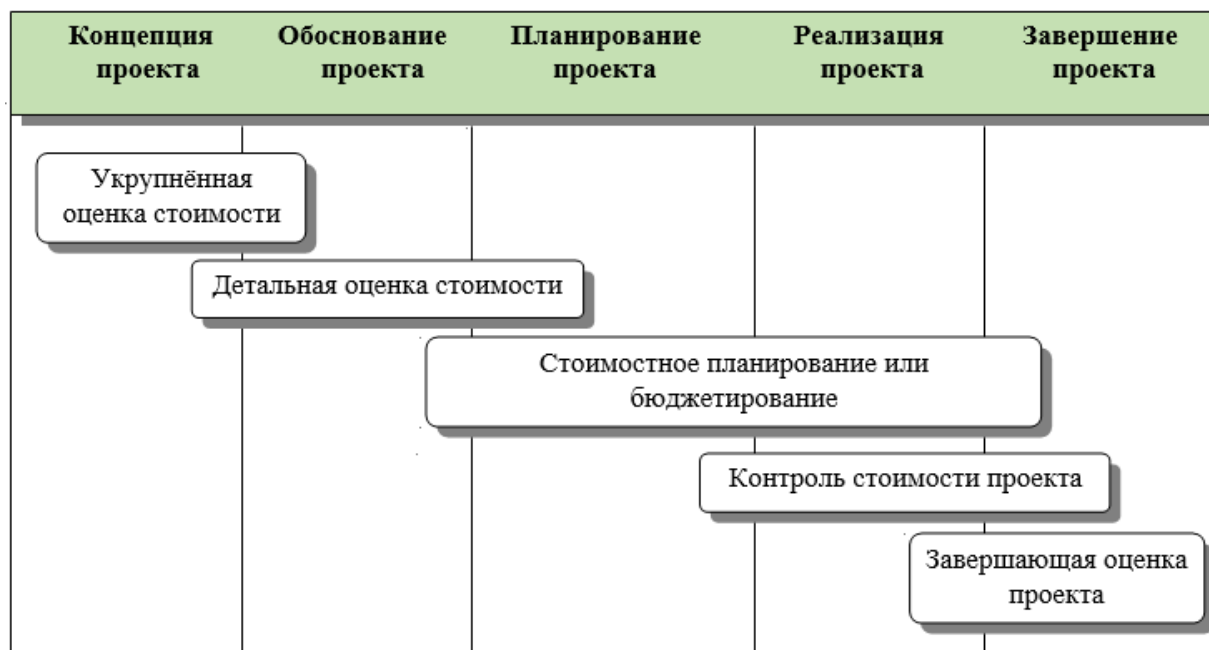 Концепция проекта
Обоснование проекта
Планирование проекта
Реализация проекта
Завершение проекта
Укрупнённая
оценка стоимости
Детальная оценка стоимости
Стоимостное планирование или
бюджетирование
Контроль стоимости проекта
Завершающая оценка
проекта